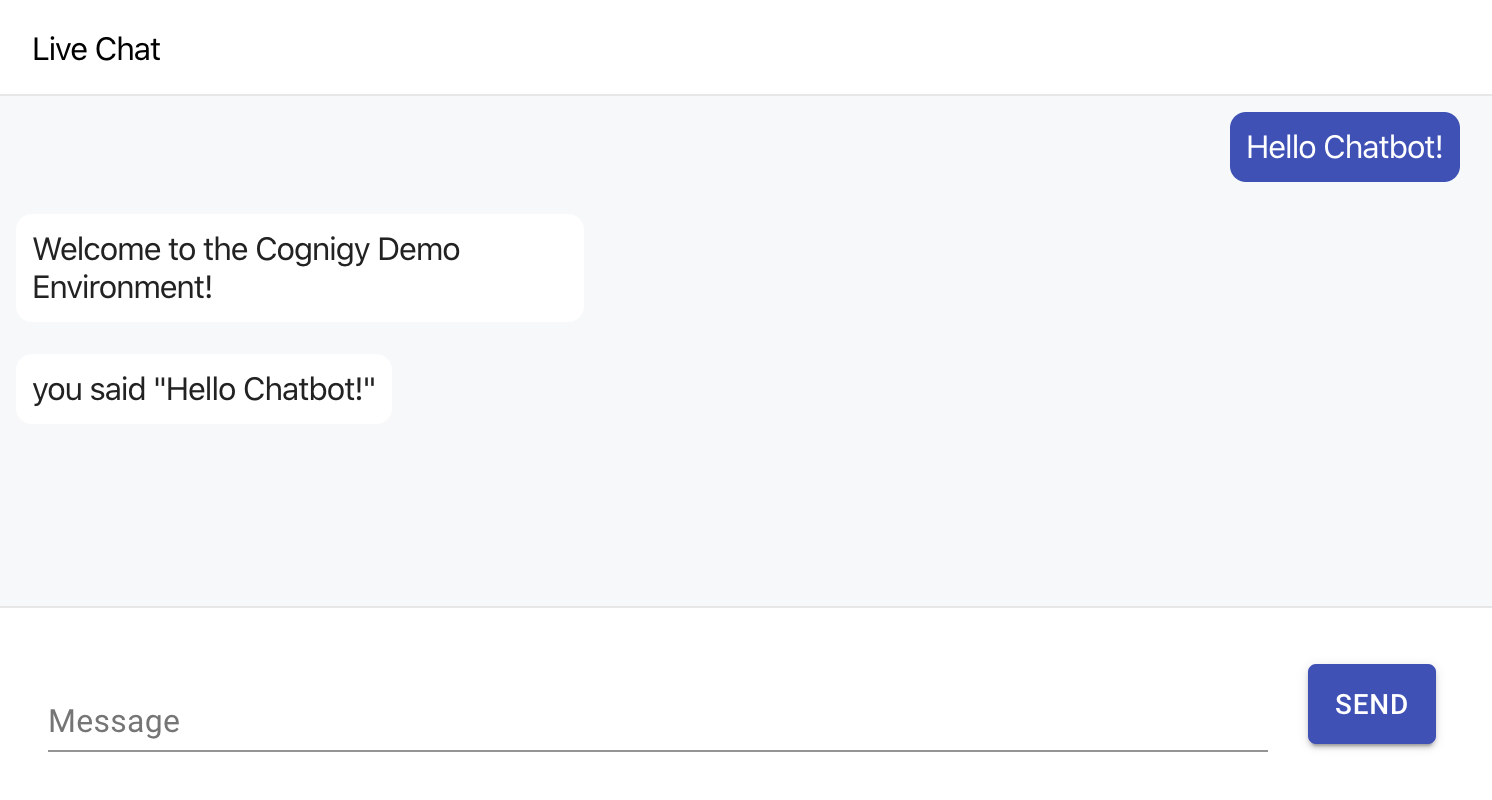 Live Chat
Hello Chatbot!
Welcome to the Cognigy Demo
Environment!
you said "Hello Chatbot!"
Message
SEND